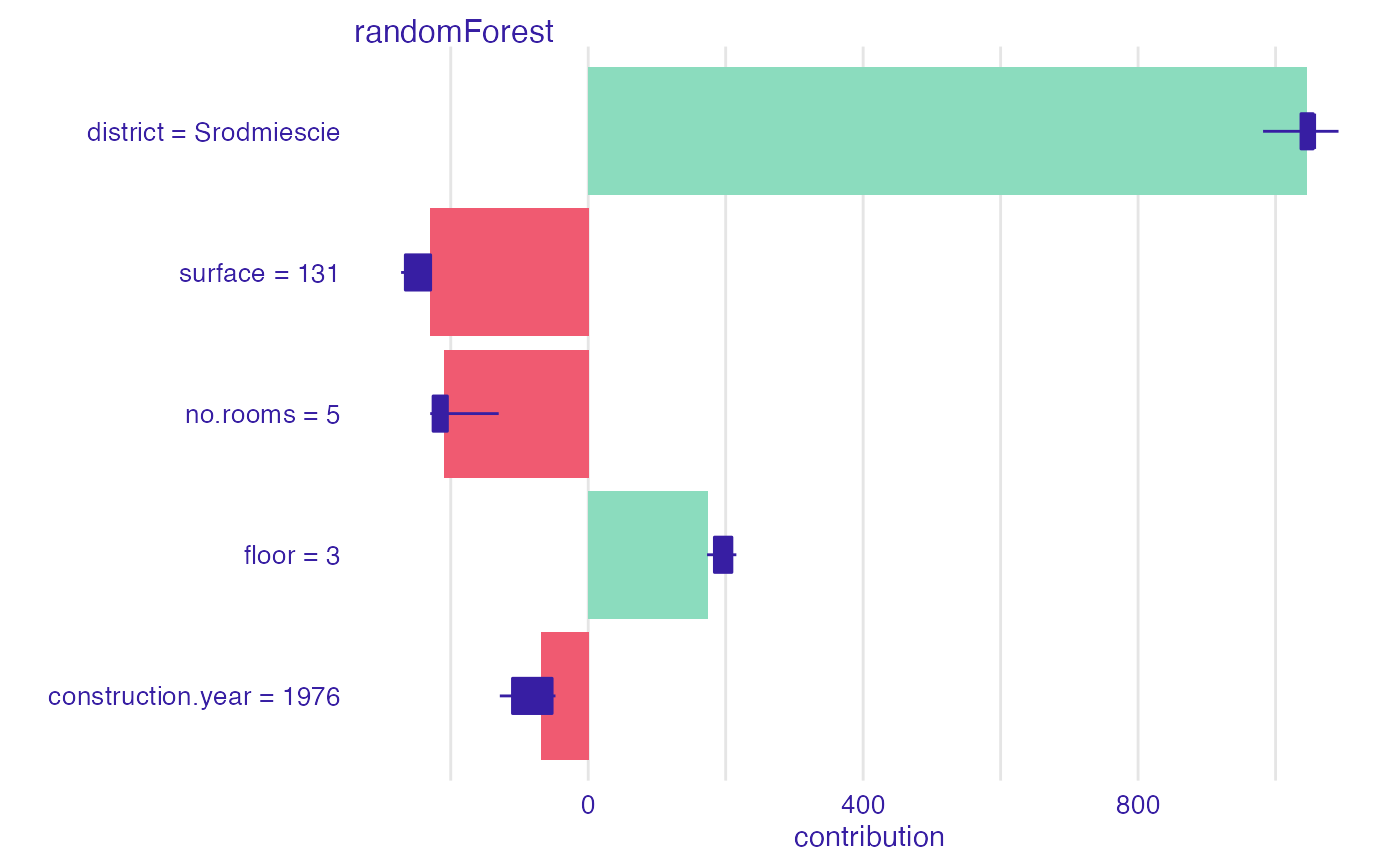 randomForest
district = Srodmiescie
surface = 131
no.rooms = 5
floor = 3
construction.year = 1976
0 400 800
contribution